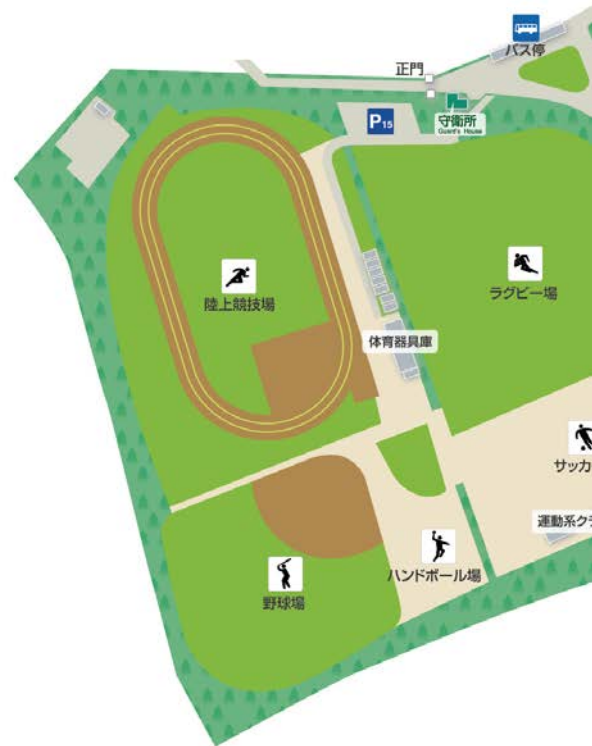 バス停
正門
P15
守衛所
Guard's House
陸上競技場
ラグビー場
体育器具庫
サッカ
運動系クラ
ハンドボール場
野球場